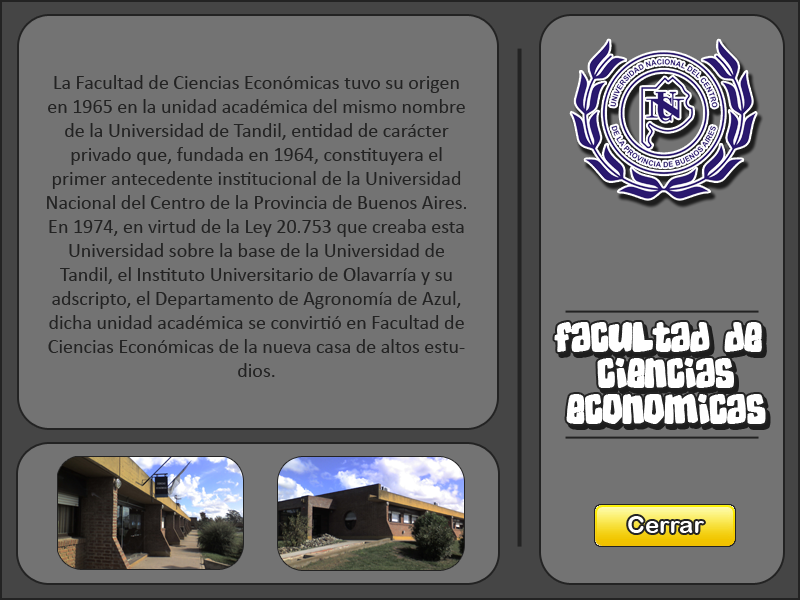 La Facultad de Ciencias Económicas tuvo su origen
en 1965 en la unidad académica del mismo nombre
de la Universidad de Tandil, entidad de carácter
privado que, fundada en 1964, constituyera el
primer antecedente institucional de la Universidad
Nacional del Centro de la Provincia de Buenos Aires.
En 1974, en virtud de la Ley 20.753 que creaba esta
Universidad sobre la base de la Universidad de
Tandil, el Instituto Universitario de Olavarría y su
adscripto, el Departamento de Agronomía de Azul,
dicha unidad académica se convirtió en Facultad de
Ciencias Económicas de la nueva casa de altos estu-
dios.
UNIVERSIDAD NACIONAL DEL CENTRO
DE LA PROVINCIA DE BUENOS AIRES
facultad de
ciencias
economicas
Cerrar